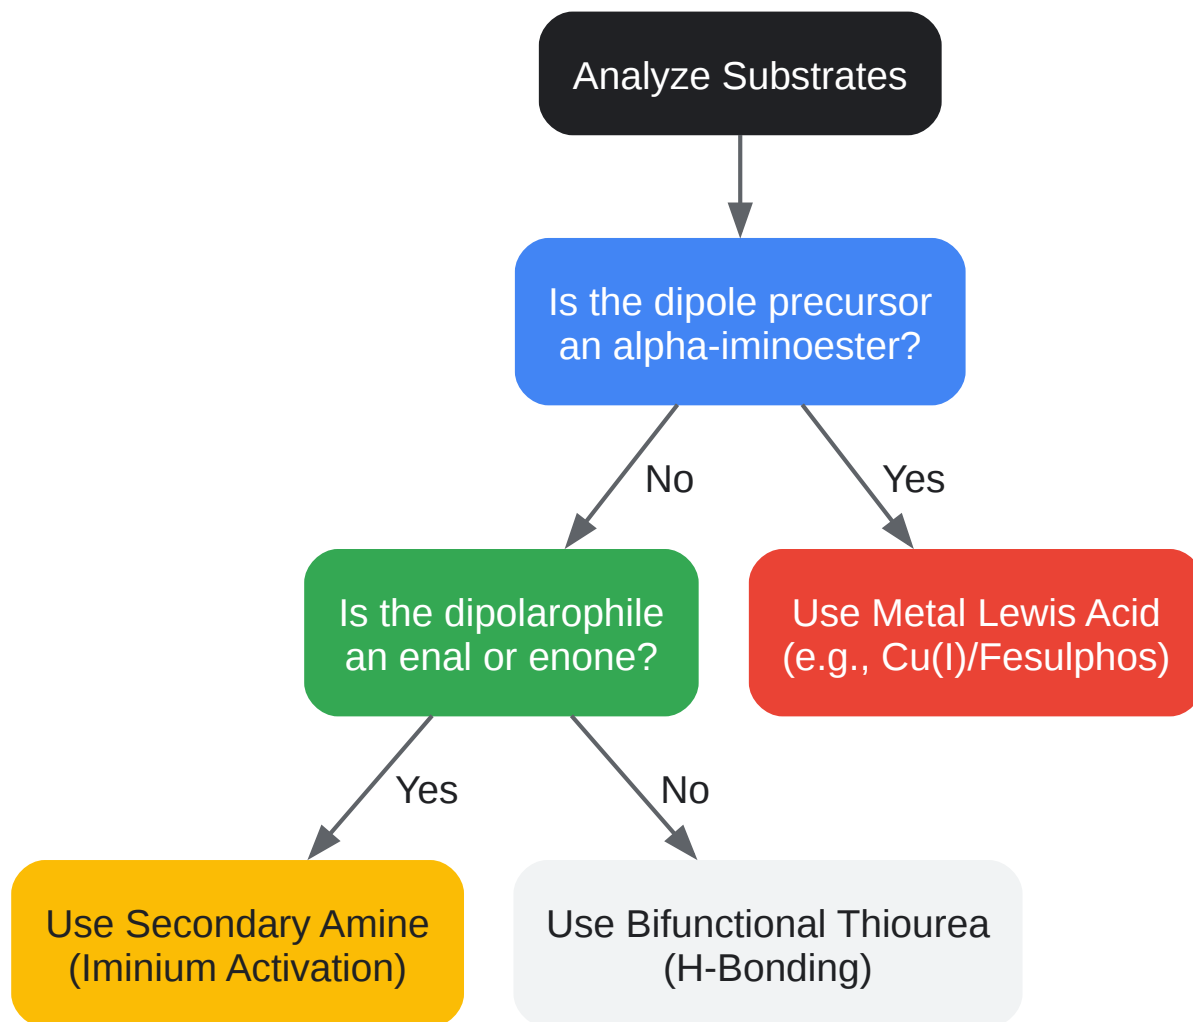 Analyze Substrates
Is the dipole precursor
an alpha-iminoester?
No
Yes
Is the dipolarophile
an enal or enone?
Use Metal Lewis Acid
(e.g., Cu(I)/Fesulphos)
Yes
No
Use Secondary Amine
(Iminium Activation)
Use Bifunctional Thiourea
(H-Bonding)